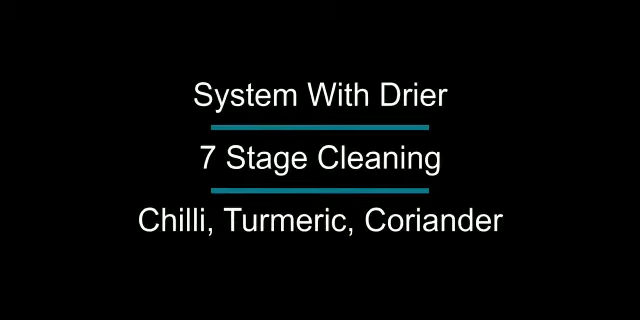 System With Drier
7 Stage Cleaning
Chilli, Turmeric, Coriander